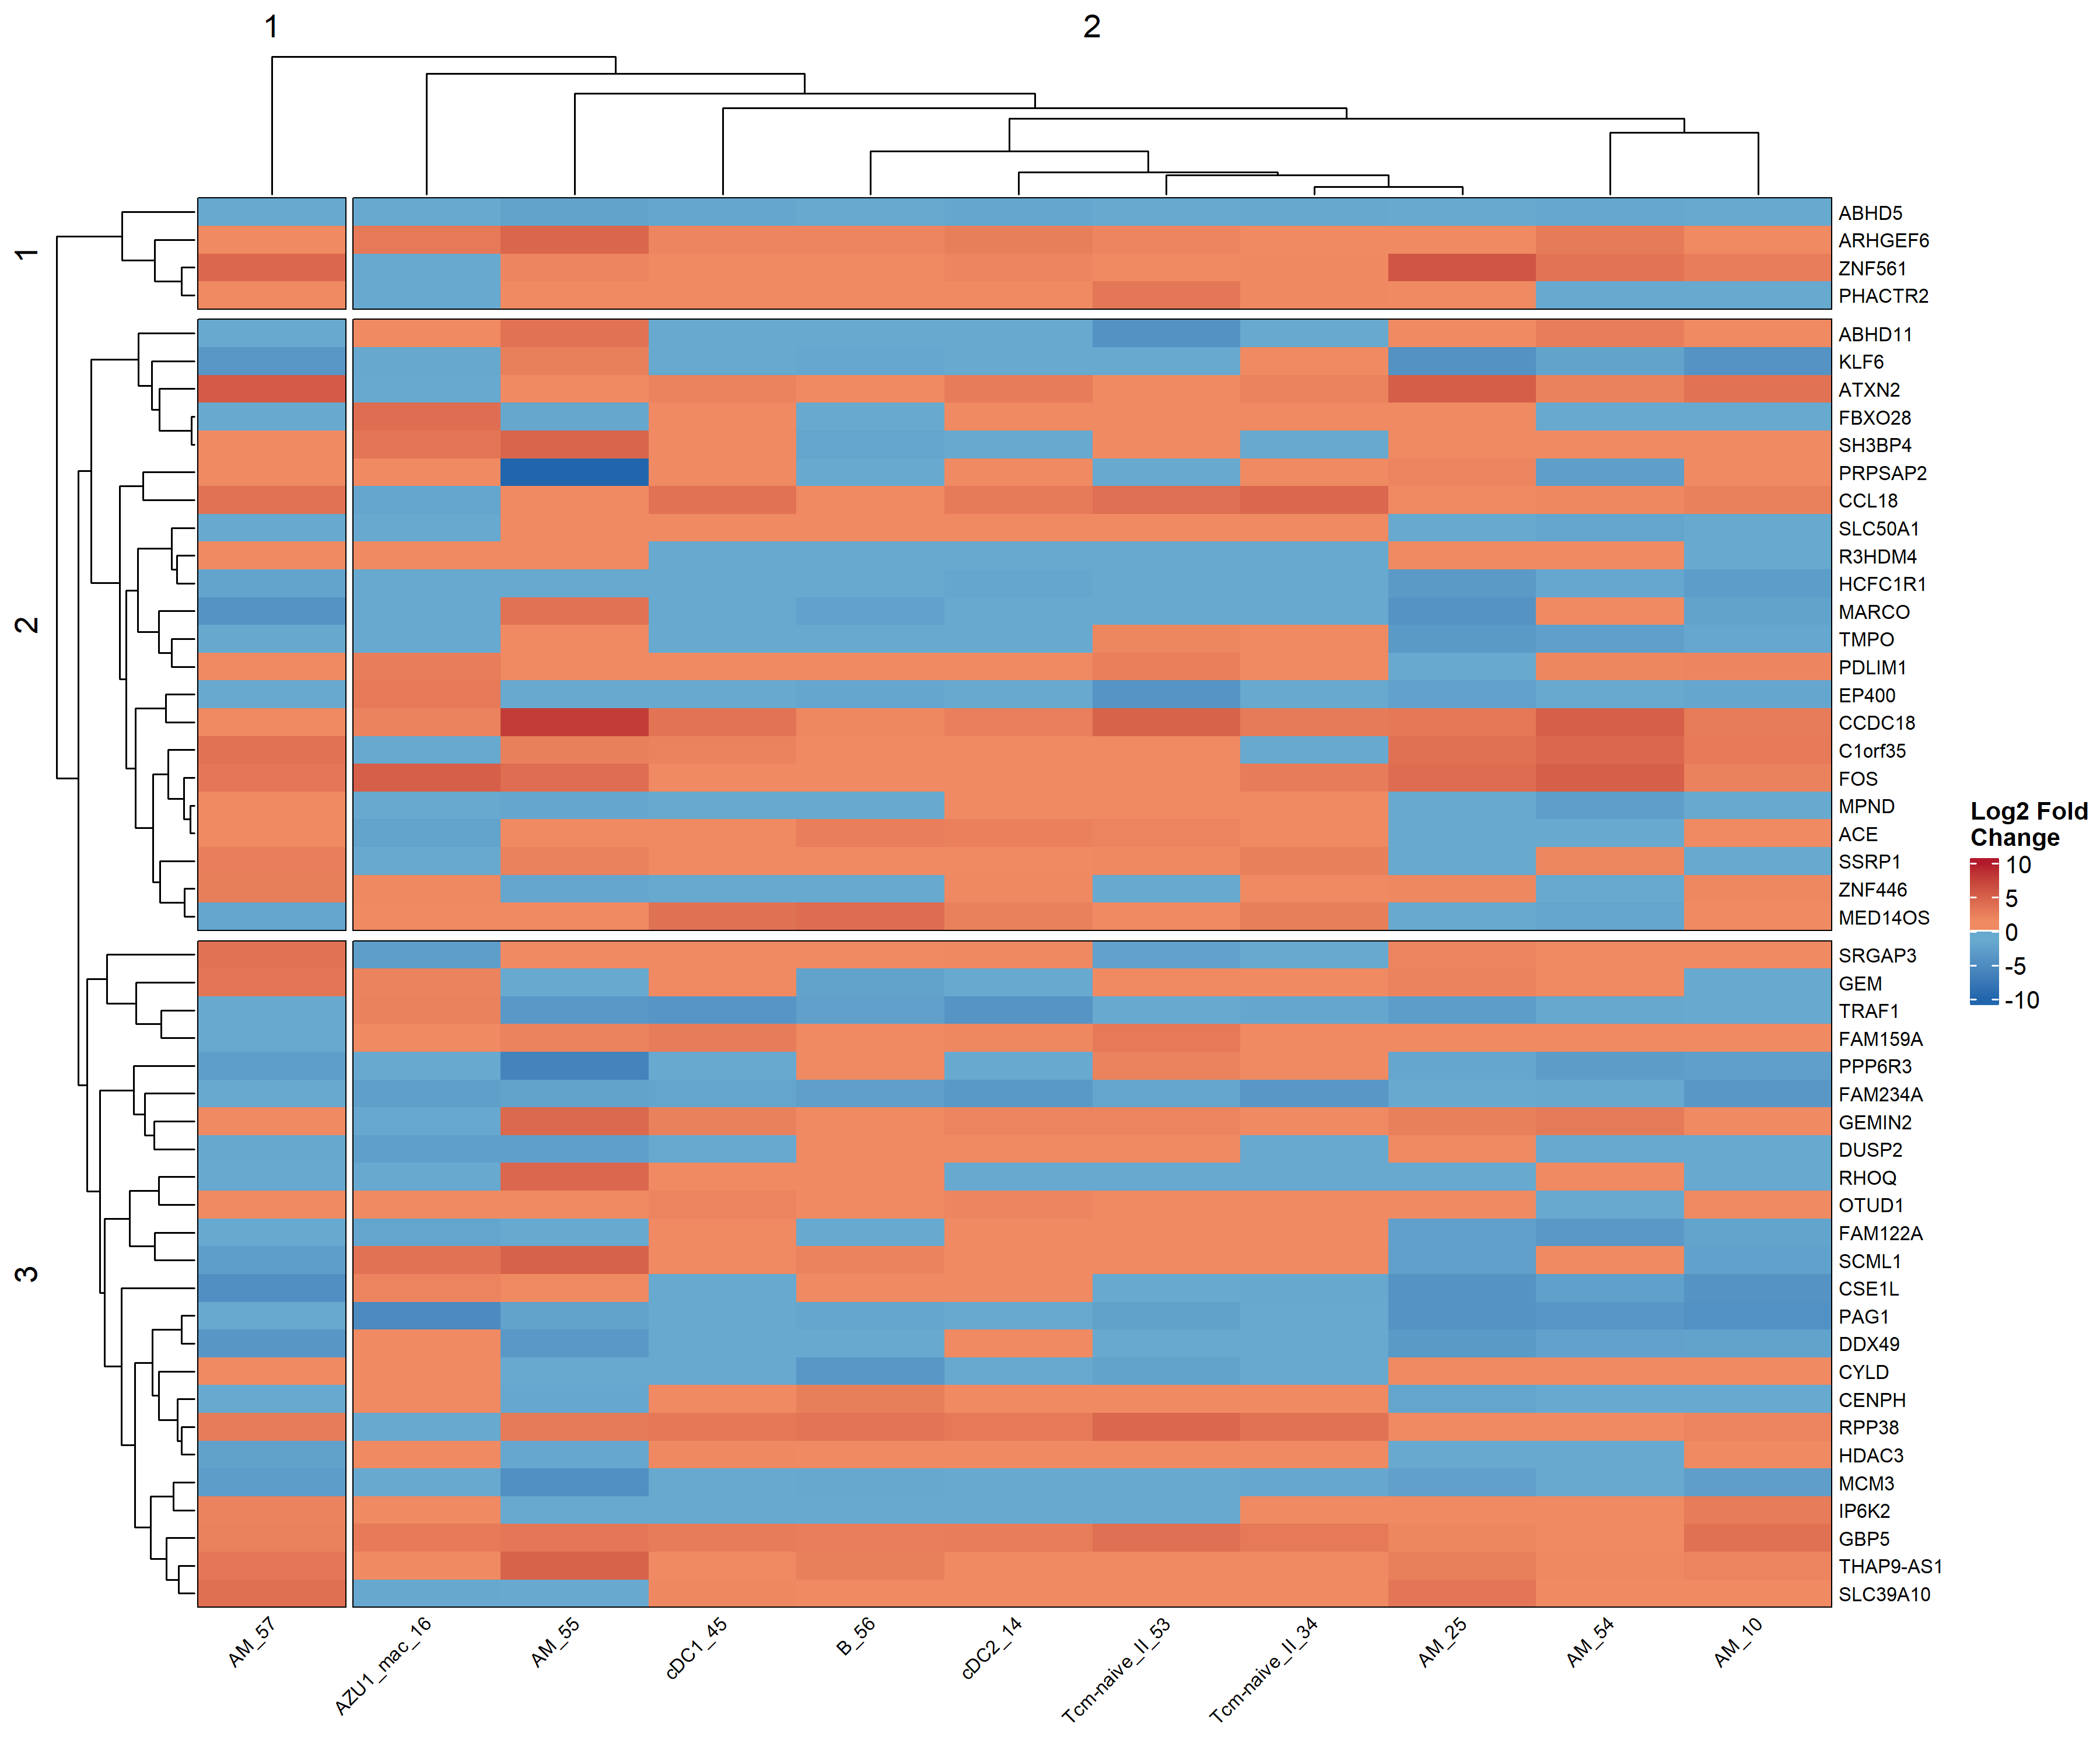 1
2
1
2
3
ABHD5
ARHGEF6
ZNF561
PHACTR2
ABHD11
KLF6
ATXN2
FBXO28
SH3BP4
PRPSAP2
CCL18
SLC50A1
R3HDM4
HCFC1R1
MARCO
TMPO
PDLIM1
EP400
CCDC18
C1orf35
FOS
MPND
ACE
SSRP1
ZNF446
MED14OS
SRGAP3
GEM
TRAF1
FAM159A
PPP6R3
FAM234A
GEMIN2
DUSP2
RHOQ
OTUD1
FAM122A
SCML1
CSE1L
PAG1
DDX49
CYLD
CENPH
RPP38
HDAC3
MCM3
IP6K2
GBP5
THAP9-AS1
SLC39A10
AM_57
AZU1_mac_16
AM_55
cDC1_45
B_56
cDC2_14
Tcm-naive_II_53
Tcm-naive_II_34
AM_25
AM_54
AM_10
Log2 Fold
Change
10
5
0
-5
-10